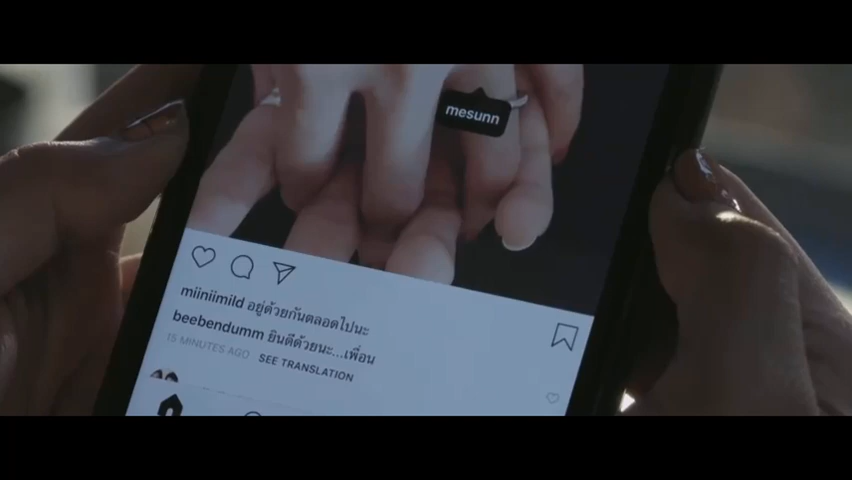 mesunn
miiniimild อยู่ด้วยกันตลอดไปนะ
beebendumm ยินดีด้วยนะ...เพื่อน
15 MINUTES AGO SEE TRANSLATION